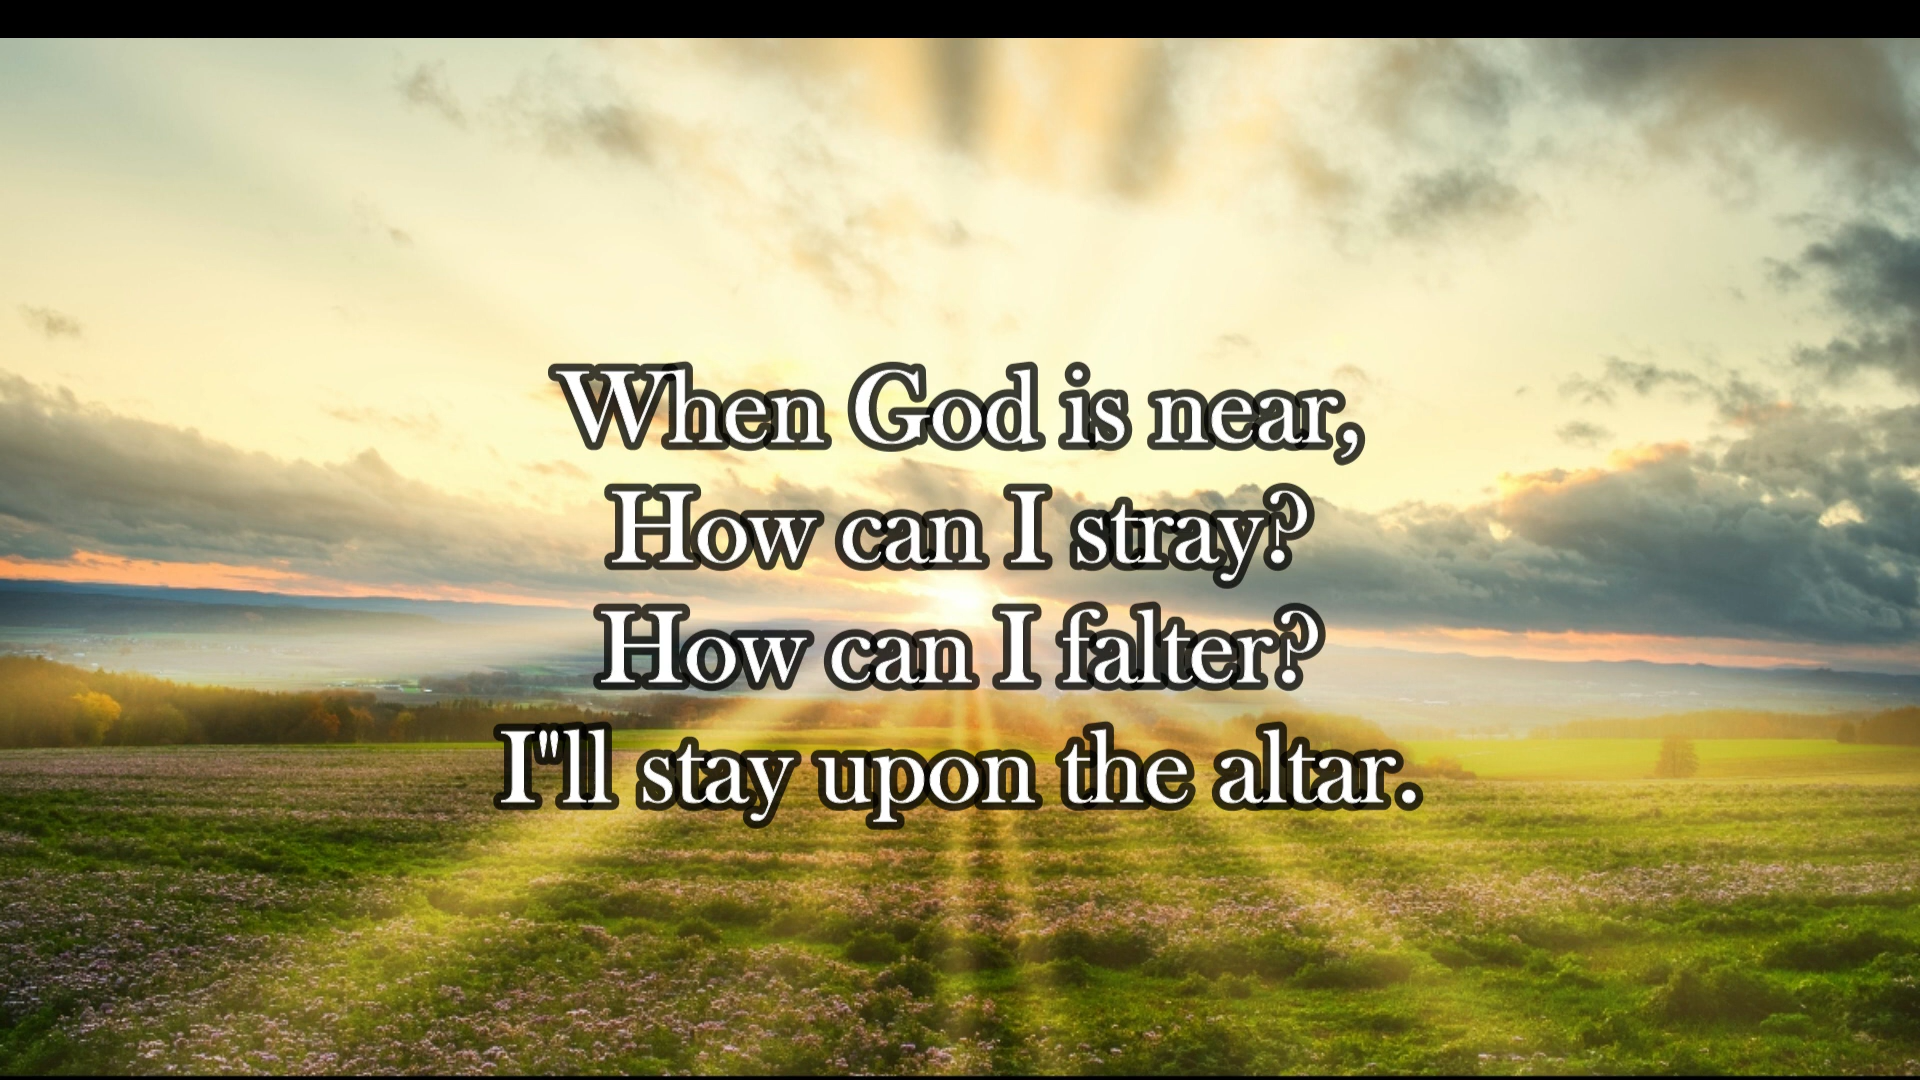 When God is near,
How can I stray?
How can I falter?
I"ll stay upon the altar.